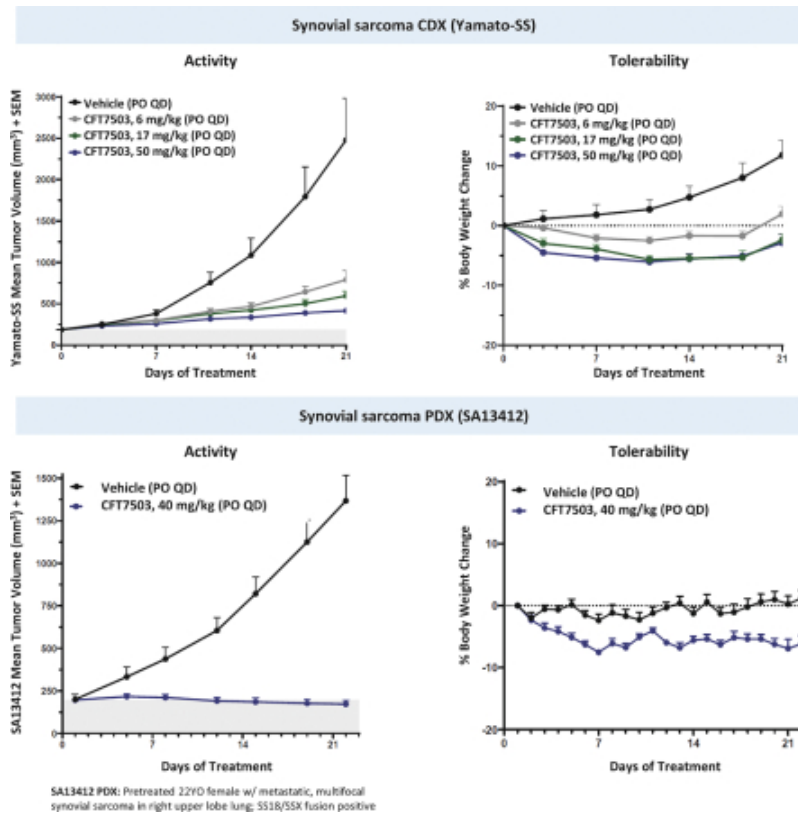 Synovial sarcoma CDX (Yamato-SS)
Activity
Yamato-SS Mean Tumor Volume (mm³) + SEM
3000
2500
2000
1500
1000
500
0
Vehicle (PO QD)
CFT7503, 6 mg/kg (PO QD)
CFT7503, 17 mg/kg (PO QD)
CFT7503, 50 mg/kg (PO QD)
0 7 14 21
Days of Treatment
Tolerability
% Body Weight Change
20
10
0
-10
-20
Vehicle (PO QD)
CFT7503, 6 mg/kg (PO QD)
CFT7503, 17 mg/kg (PO QD)
CFT7503, 50 mg/kg (PO QD)
0 7 14 21
Days of Treatment
Synovial sarcoma PDX (SA13412)
Activity
SA13412 Mean Tumor Volume (mm³) + SEM
1500
1250
750
500
250
0
Vehicle (PO QD)
CFT7503, 40 mg/kg (PO QD)
0 7 14 21
Days of Treatment
Tolerability
% Body Weight Change
20
10
0
-10
-20
Vehicle (PO QD)
CFT7503, 40 mg/kg (PO QD)
0 7 14 21
Days of Treatment
SA13412 PDX: Pretreated 22YO female w/ metastatic, multifocal
synovial sarcoma in right upper lobe lung; SS18/SSX fusion positive